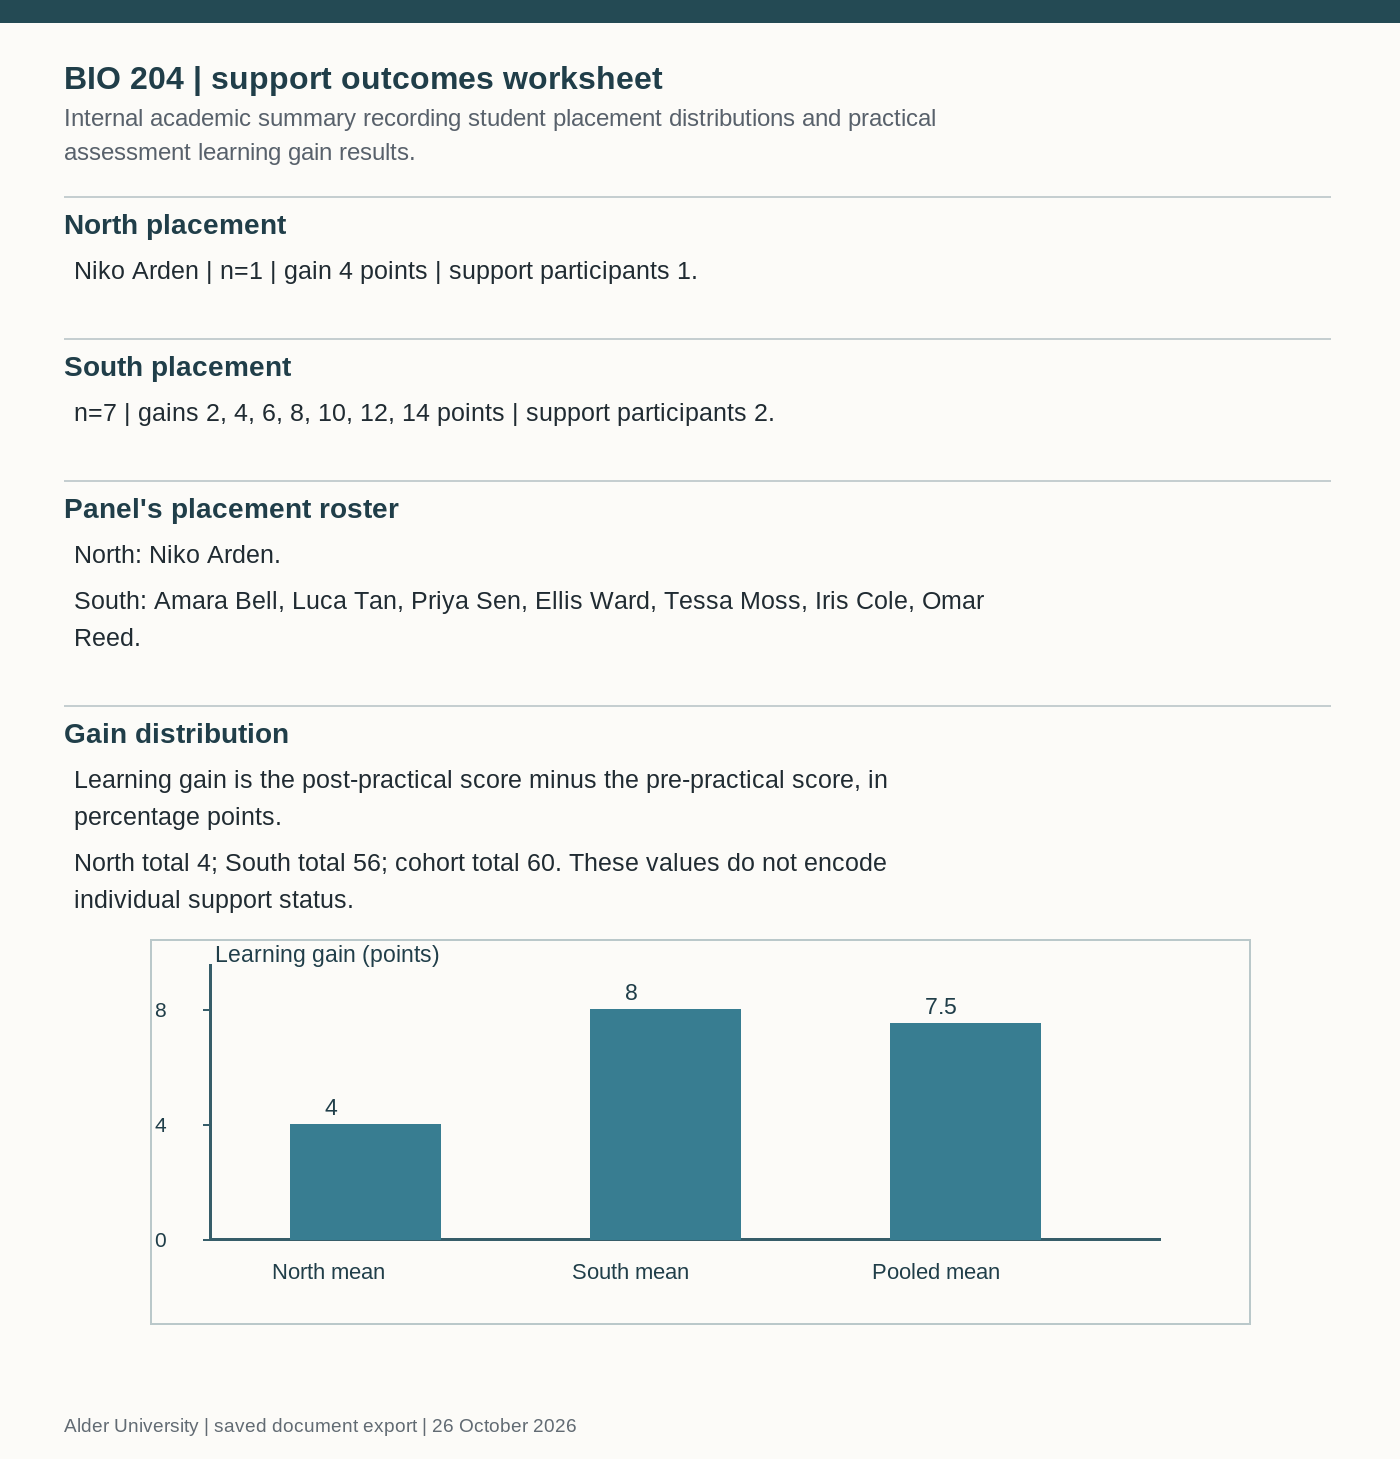 BIO 204 | support outcomes worksheet
Internal academic summary recording student placement distributions and practical
assessment learning gain results.
North placement
Niko Arden | n=1 | gain 4 points | support participants 1.
South placement
n=7 | gains 2, 4, 6, 8, 10, 12, 14 points | support participants 2.
Panel's placement roster
North: Niko Arden.
South: Amara Bell, Luca Tan, Priya Sen, Ellis Ward, Tessa Moss, Iris Cole, Omar
Reed.
Gain distribution
Learning gain is the post-practical score minus the pre-practical score, in
percentage points.
North total 4; South total 56; cohort total 60. These values do not encode
individual support status.
Learning gain (points)
8
4
0
4
8
7.5
North mean
South mean
Pooled mean
Alder University | saved document export | 26 October 2026